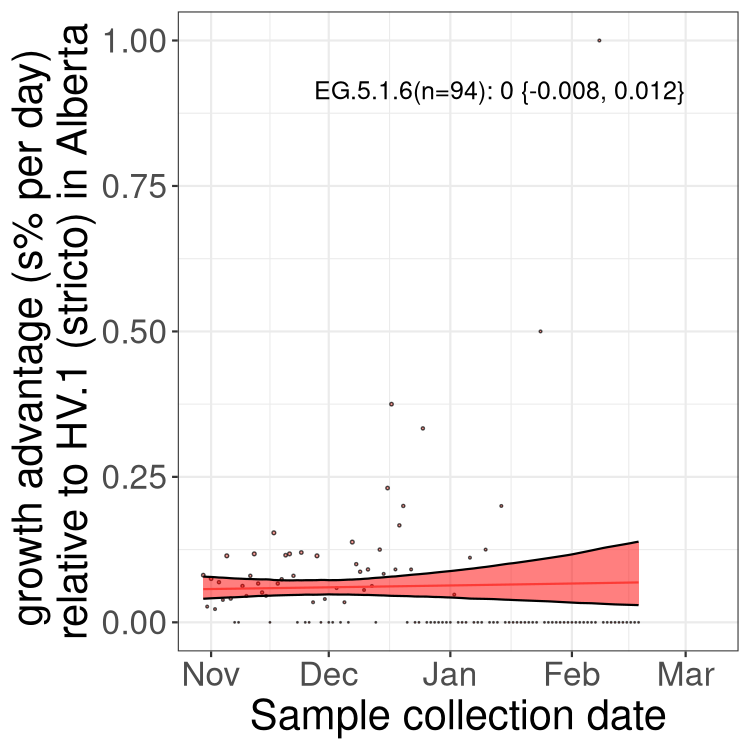 growth advantage (s% per day)
relative to HV.1 (stricto) in Alberta
1.00
0.75
0.50
0.25
0.00
EG.5.1.6(n=94): 0 {-0.008, 0.012}
Nov Dec Jan Feb Mar
Sample collection date